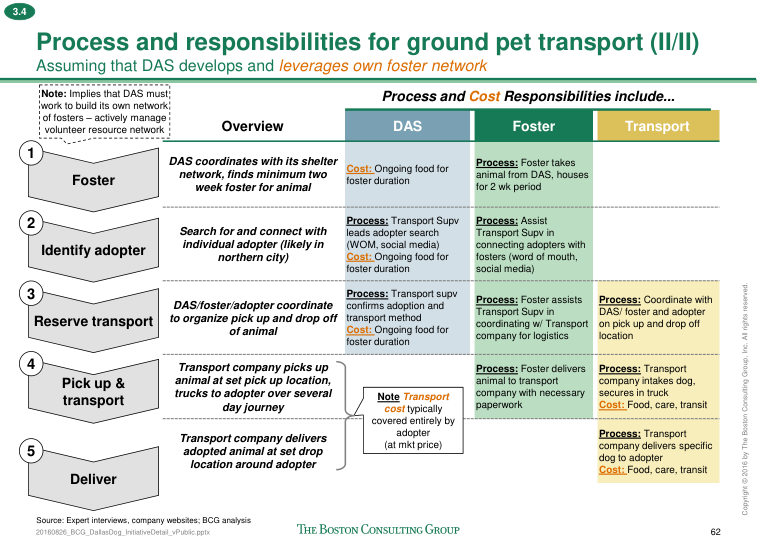 3.4
Process and responsibilities for ground pet transport (II/II)
Assuming that DAS develops and leverages own foster network
Note: Implies that DAS must
work to build its own network
of fosters – actively manage
volunteer resource network
Process and Cost Responsibilities include...
Overview
DAS
Foster
Transport
1
Foster
DAS coordinates with its shelter
network, finds minimum two
week foster for animal
Cost: Ongoing food for
foster duration
Process: Foster takes
animal from DAS, houses
for 2 wk period
2
Identify adopter
Search for and connect with
individual adopter (likely in
northern city)
Process: Transport Supv
leads adopter search
(WOM, social media)
Cost: Ongoing food for
foster duration
Process: Assist
Transport Supv in
connecting adopters with
fosters (word of mouth,
social media)
3
Reserve transport
DAS/foster/adopter coordinate
to organize pick up and drop off
of animal
Process: Transport supv
confirms adoption and
transport method
Cost: Ongoing food for
foster duration
Process: Foster assists
Transport Supv in
coordinating w/ Transport
company for logistics
Process: Coordinate with
DAS/ foster and adopter
on pick up and drop off
location
4
Pick up &
transport
Transport company picks up
animal at set pick up location,
trucks to adopter over several
day journey
Note Transport
cost typically
covered entirely by
adopter
(at mkt price)
Process: Foster delivers
animal to transport
company with necessary
paperwork
Process: Transport
company intakes dog,
secures in truck
Cost: Food, care, transit
5
Deliver
Transport company delivers
adopted animal at set drop
location around adopter
Process: Transport
company delivers specific
dog to adopter
Cost: Food, care, transit
Source: Expert interviews, company websites; BCG analysis
20160826_BCG_DallasDog_InitiativeDetail_vPublic.pptx
THE BOSTON CONSULTING GROUP
62
Copyright © 2016 by The Boston Consulting Group, Inc. All rights reserved.